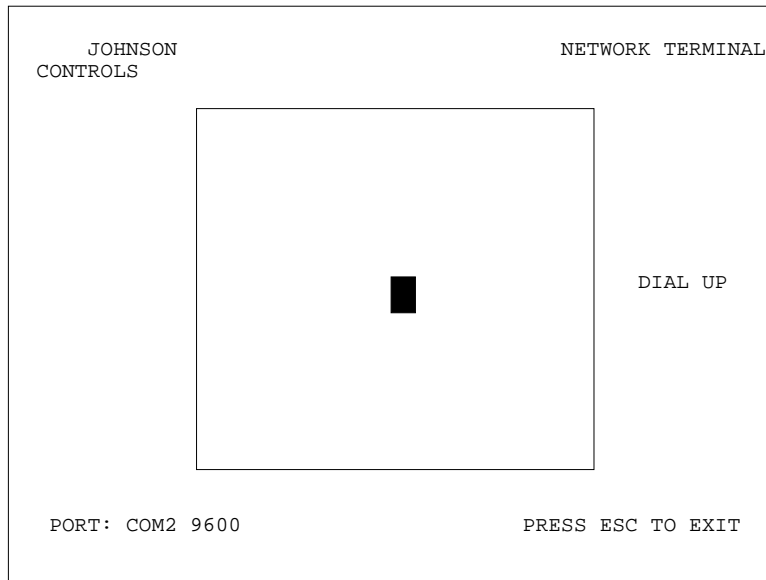 JOHNSON
CONTROLS
NETWORK TERMINAL
DIAL UP
PORT: COM2 9600
PRESS ESC TO EXIT